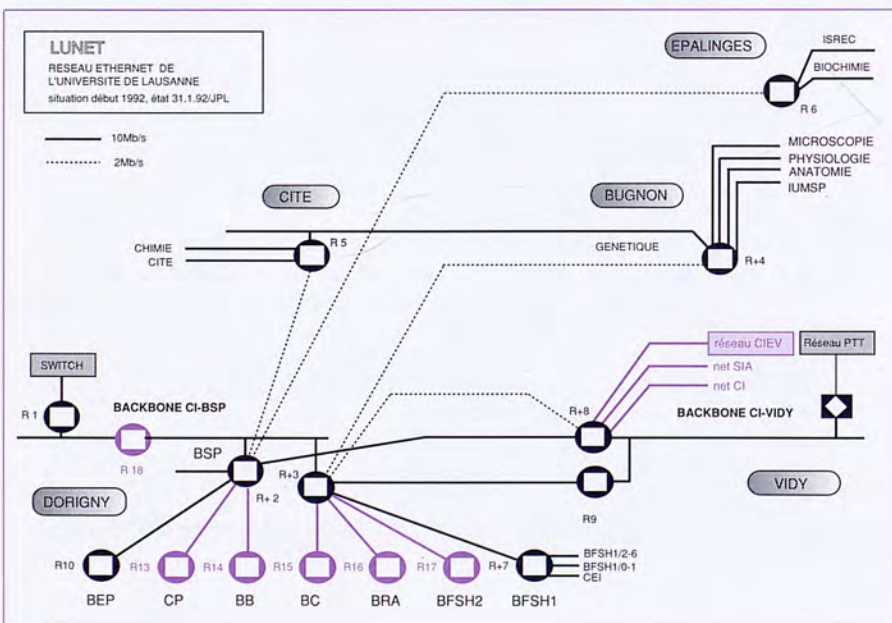 LUNET
RESEAU ETHERNET DE
L'UNIVERSITE DE LAUSANNE
situation début 1992, état 31.1.92/JPL
10Mb/s
2Mb/s
EPALINGES
ISREC
BIOCHIMIE
R 6
MICROSCOPIE
PHYSIOLOGIE
ANATOMIE
IUMSP
CITE
BUGNON
R 5
CHIMIE
CITE
GENETIQUE
R+4
réseau CIEV
Réseau PTT
net SIA
net CI
SWITCH
R 1
BACKBONE CI-BSP
R+8
BACKBONE CI-VIDY
R 18
BSP
R+ 2
R+3
DORIGNY
VIDY
R9
R10
R13
R14
R15
R16
R17
R+7
BFSH1/2-6
BFSH1/0-1
CEI
BEP
CP
BB
BC
BRA
BFSH2
BFSH1